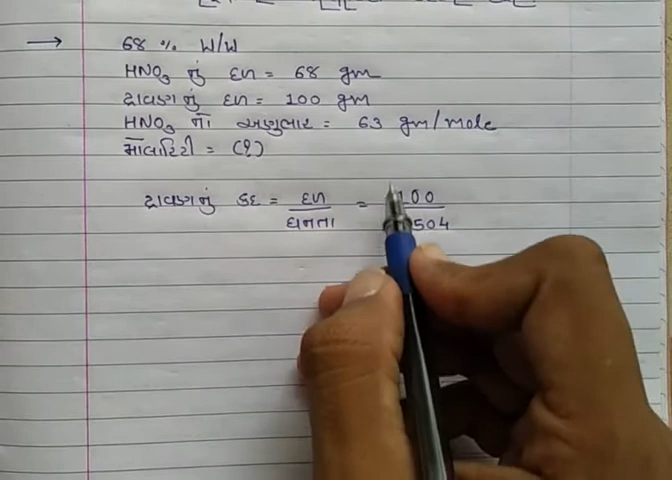 → 68 % W/W
HNO3 નું દળ = 68 gm
દ્રાવણનું દળ = 100 gm
HNO3 નો અણુભાર = 63 gm/mole
મોલારિટી = (?)
દ્રાવણનું કદ = દળ / ઘનતા = 100 / 504